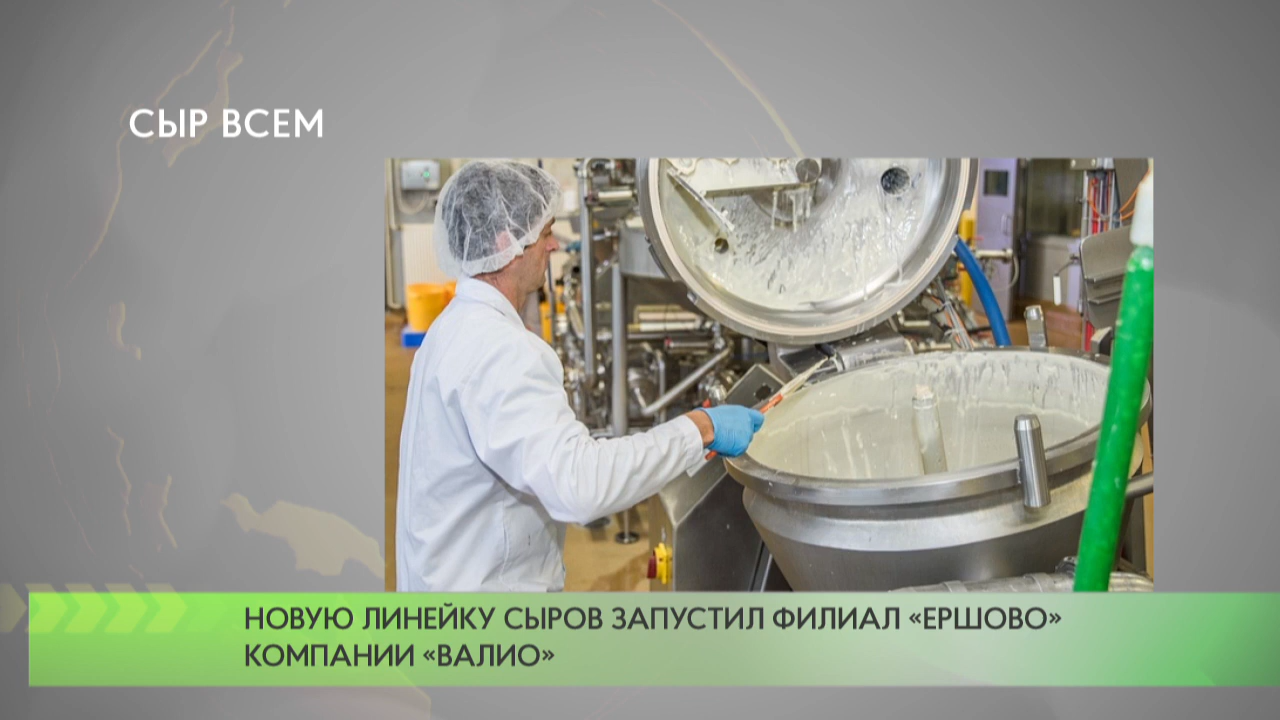 СЫР ВСЕМ
НОВУЮ ЛИНЕЙКУ СЫРОВ ЗАПУСТИЛ ФИЛИАЛ «ЕРШОВО»
КОМПАНИИ «ВАЛИО»